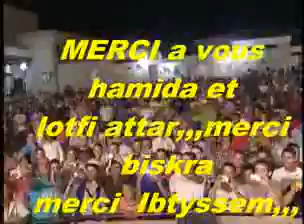 MERCI a vous
hamida et
lotfi attar,,,merci
biskra
merci Ibtyssem,,,